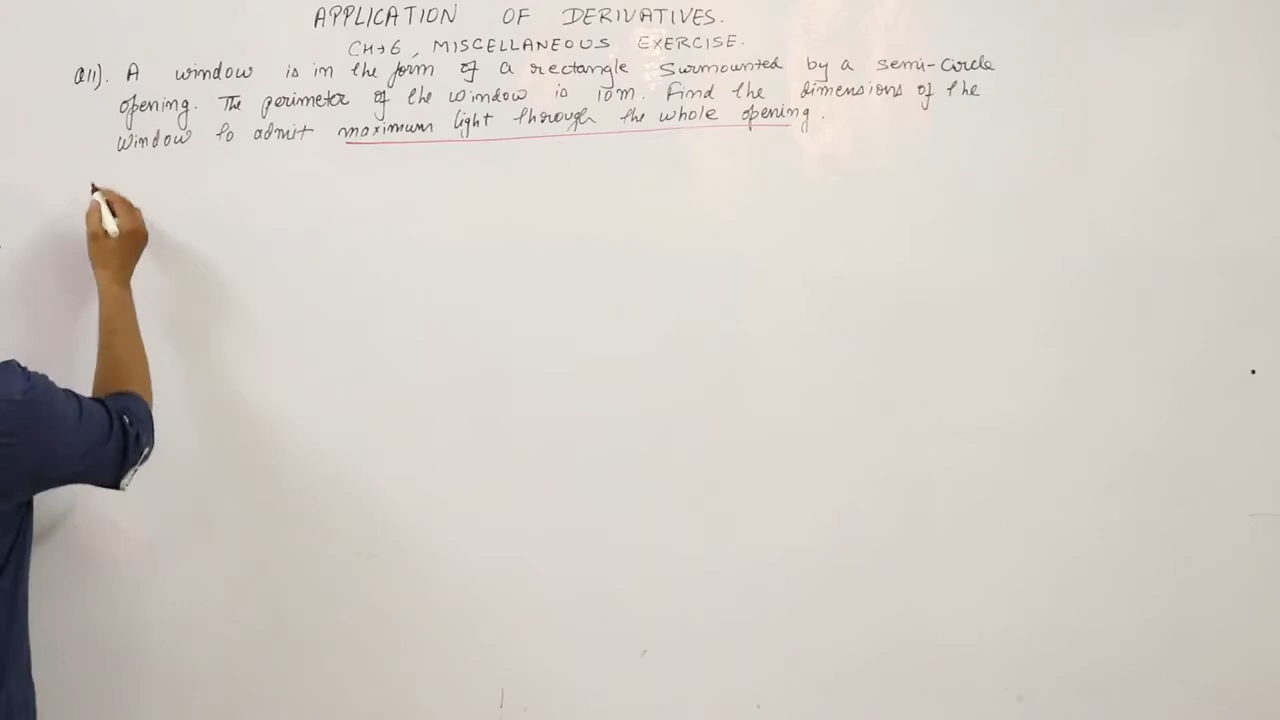 APPLICATION OF DERIVATIVES.
CH→6, MISCELLANEOUS EXERCISE.
Q11). A window is in the form of a rectangle surmounted by a semi-circle
opening. The perimeter of the window is 10m. Find the dimensions of the
window to admit maximum light through the whole opening.